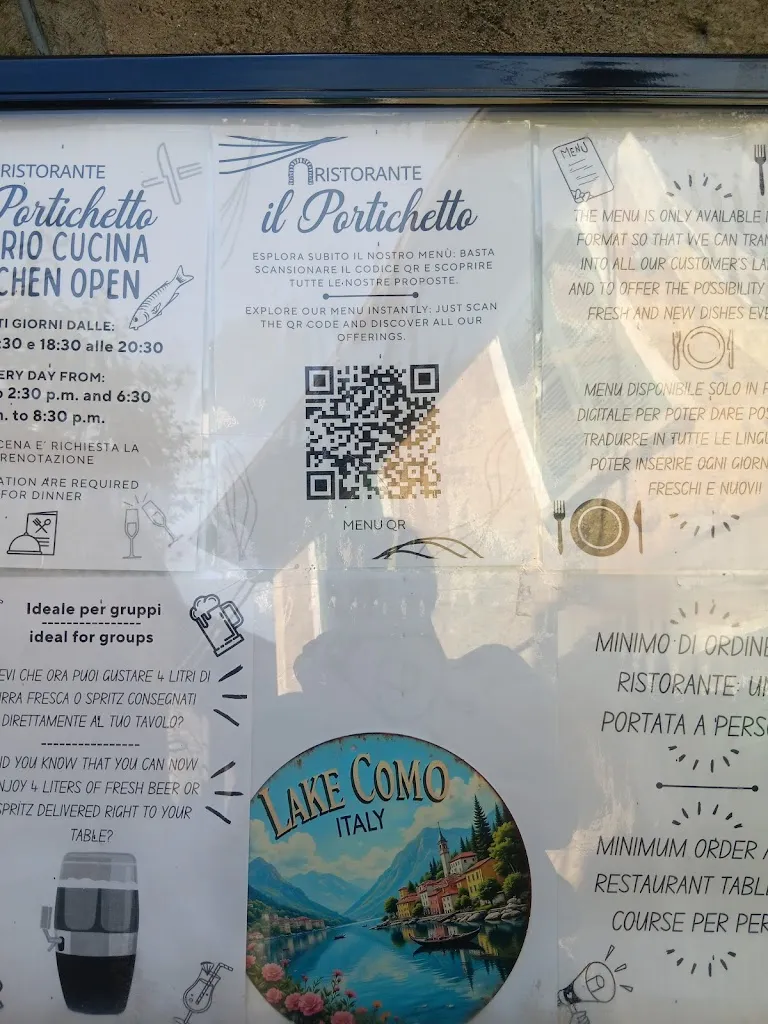 RISTORANTE
Portichetto
RIO CUCINA
CHEN OPEN
TI GIORNI DALLE:
:30 e 18:30 alle 20:30
ERY DAY FROM:
2:30 p.m. and 6:30
to 8:30 p.m.
CENA E' RICHIESTA LA
RENOTAZIONE
ATION ARE REQUIRED
FOR DINNER
RISTORANTE
il Portichetto
ESPLORA SUBITO IL NOSTRO MENÙ: BASTA
SCANSIONARE IL CODICE QR E SCOPRIRE
TUTTE LE NOSTRE PROPOSTE.
EXPLORE OUR MENU INSTANTLY: JUST SCAN
THE QR CODE AND DISCOVER ALL OUR
OFFERINGS.
MENU QR
MENU
THE MENU IS ONLY AVAILABLE
FORMAT SO THAT WE CAN TRAN
INTO ALL OUR CUSTOMER'S LA
AND TO OFFER THE POSSIBILITY
FRESH AND NEW DISHES EVE
MENU DISPONIBILE SOLO IN F
DIGITALE PER POTER DARE POS
TRADURRE IN TUTTE LE LINGU
POTER INSERIRE OGNI GIORN
FRESCHI E NUOVI!
Ideale per gruppi
ideal for groups
EVI CHE ORA PUOI GUSTARE 4 LITRI DI
RRA FRESCA O SPRITZ CONSEGNATI
DIRETTAMENTE AL TUO TAVOLO?
ID YOU KNOW THAT YOU CAN NOW
NJOY 4 LITERS OF FRESH BEER OR
SPRITZ DELIVERED RIGHT TO YOUR
TABLE?
LAKE COMO
ITALY
MINIMO DI ORDINE
RISTORANTE: UN
PORTATA A PERSO
MINIMUM ORDER A
RESTAURANT TABL
COURSE PER PER